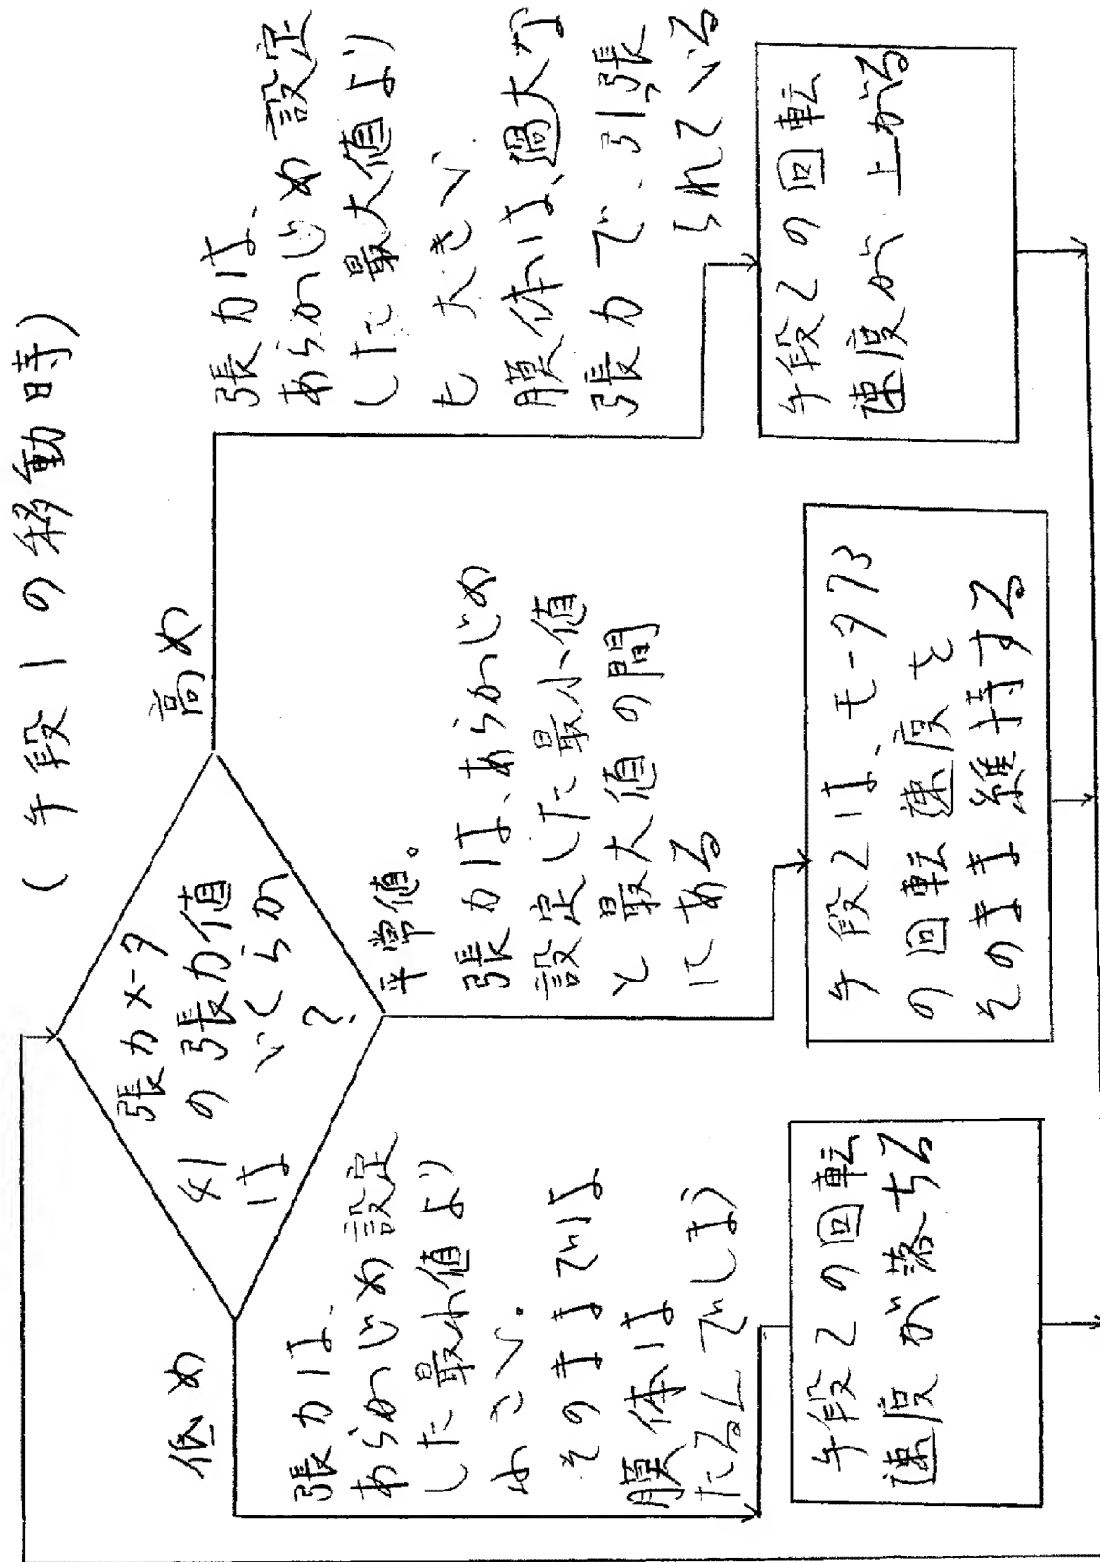 (手段1の移動時)
張力メータ
41の張力値
はいくらか
?
低め
張力は、
あらかじめ設定
した最小値より
小さい。
そのままでは
膜体は
たるんでしまう
手段2の回転
速度が落ちる
平常値。
張力は、あらかじめ
設定した最小値
と最大値の間
にある
手段2は、モータ73
の回転速度を
そのまま維持する
高め
張力は、
あらかじめ設定
した最大値より
も大きい
膜体は、過大な
張力で、引張
られている
手段2の回転
速度が上がる